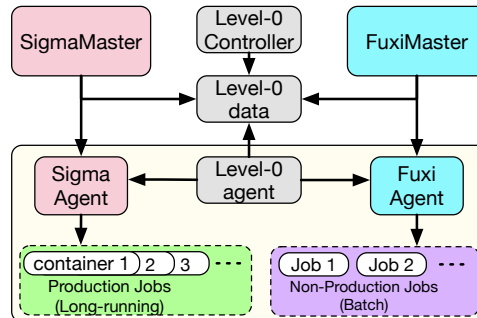 SigmaMaster
Level-0
Controller
FuxiMaster
Level-0
data
Sigma
Agent
Level-0
agent
Fuxi
Agent
container 1 2 3 ····
Job 1 Job 2 ····
Production Jobs
(Long-running)
Non-Production Jobs
(Batch)